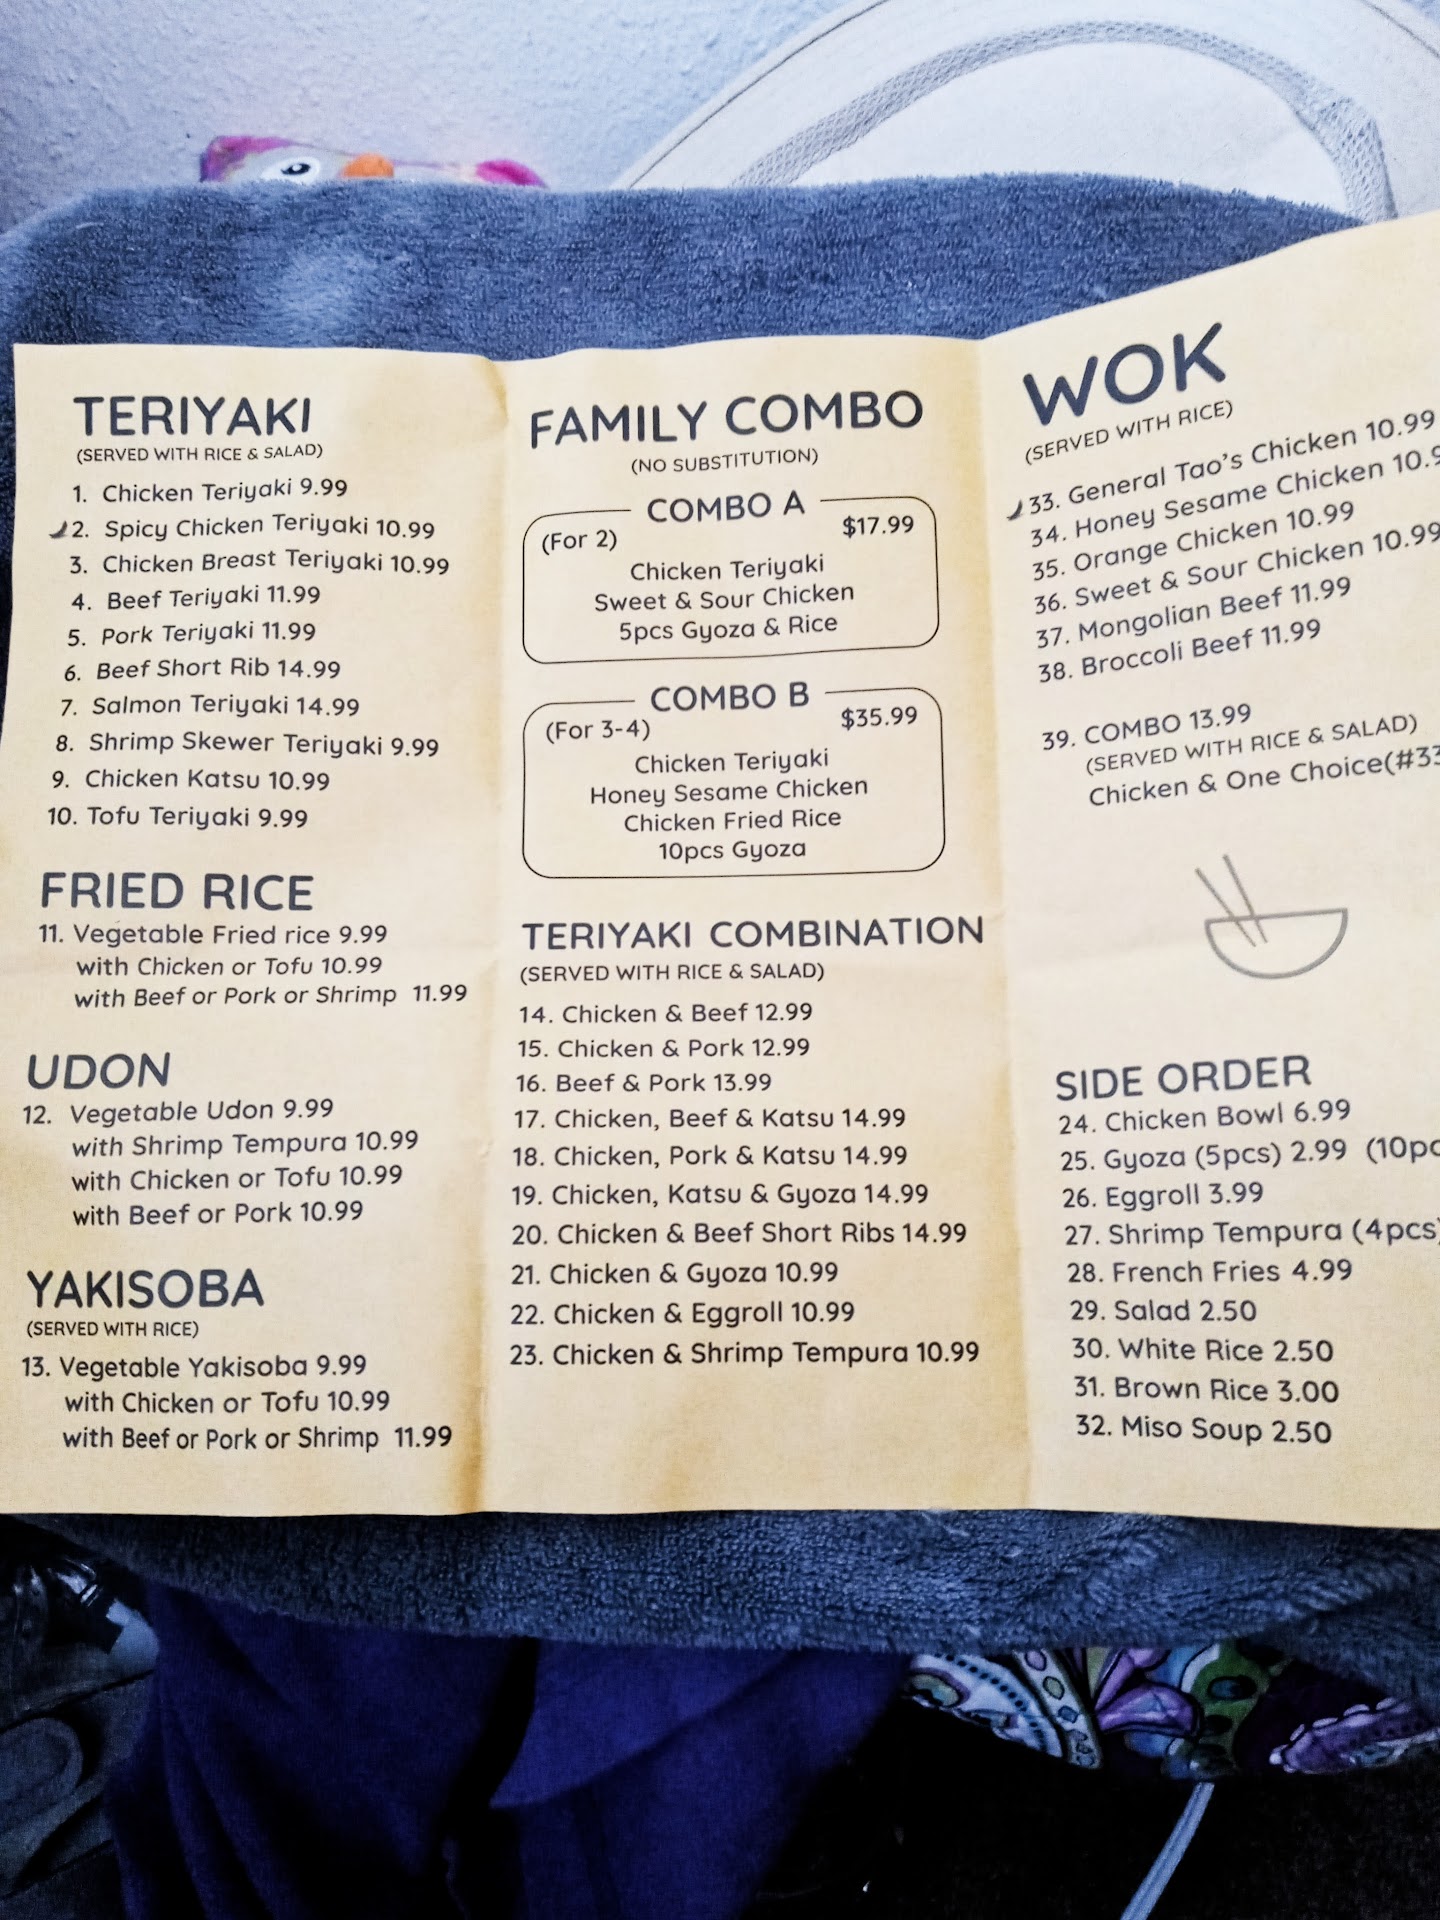 TERIYAKI
(SERVED WITH RICE & SALAD)
1. Chicken Teriyaki 9.99
2. Spicy Chicken Teriyaki 10.99
3. Chicken Breast Teriyaki 10.99
4. Beef Teriyaki 11.99
5. Pork Teriyaki 11.99
6. Beef Short Rib 14.99
7. Salmon Teriyaki 14.99
8. Shrimp Skewer Teriyaki 9.99
9. Chicken Katsu 10.99
10. Tofu Teriyaki 9.99
FRIED RICE
11. Vegetable Fried rice 9.99
with Chicken or Tofu 10.99
with Beef or Pork or Shrimp 11.99
UDON
12. Vegetable Udon 9.99
with Shrimp Tempura 10.99
with Chicken or Tofu 10.99
with Beef or Pork 10.99
YAKISOBA
(SERVED WITH RICE)
13. Vegetable Yakisoba 9.99
with Chicken or Tofu 10.99
with Beef or Pork or Shrimp 11.99
FAMILY COMBO
(NO SUBSTITUTION)
COMBO A
(For 2) $17.99
Chicken Teriyaki
Sweet & Sour Chicken
5pcs Gyoza & Rice
COMBO B
(For 3-4) $35.99
Chicken Teriyaki
Honey Sesame Chicken
Chicken Fried Rice
10pcs Gyoza
TERIYAKI COMBINATION
(SERVED WITH RICE & SALAD)
14. Chicken & Beef 12.99
15. Chicken & Pork 12.99
16. Beef & Pork 13.99
17. Chicken, Beef & Katsu 14.99
18. Chicken, Pork & Katsu 14.99
19. Chicken, Katsu & Gyoza 14.99
20. Chicken & Beef Short Ribs 14.99
21. Chicken & Gyoza 10.99
22. Chicken & Eggroll 10.99
23. Chicken & Shrimp Tempura 10.99
WOK
(SERVED WITH RICE)
33. General Tao's Chicken 10.99
34. Honey Sesame Chicken 10.9
35. Orange Chicken 10.99
36. Sweet & Sour Chicken 10.99
37. Mongolian Beef 11.99
38. Broccoli Beef 11.99
39. COMBO 13.99
(SERVED WITH RICE & SALAD)
Chicken & One Choice(#33
SIDE ORDER
24. Chicken Bowl 6.99
25. Gyoza (5pcs) 2.99 (10pc
26. Eggroll 3.99
27. Shrimp Tempura (4pcs)
28. French Fries 4.99
29. Salad 2.50
30. White Rice 2.50
31. Brown Rice 3.00
32. Miso Soup 2.50